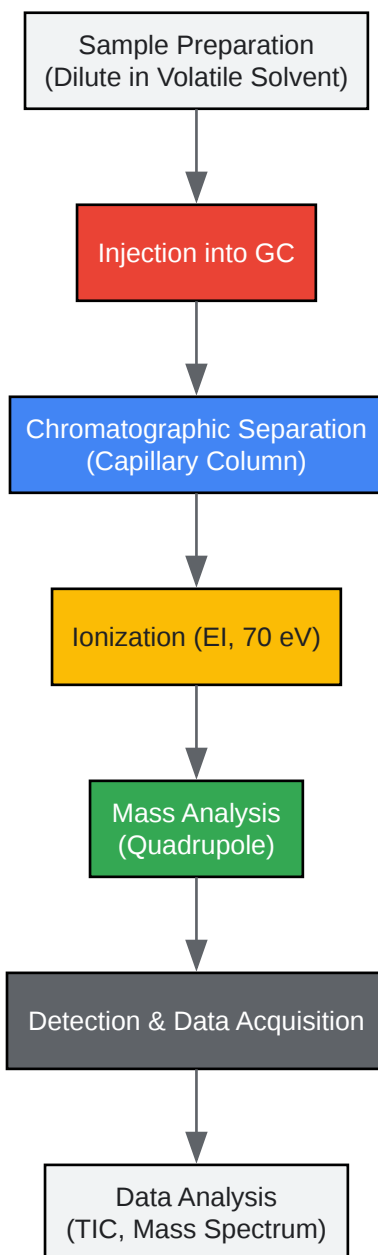 Sample Preparation
(Dilute in Volatile Solvent)
Injection into GC
Chromatographic Separation
(Capillary Column)
Ionization (EI, 70 eV)
Mass Analysis
(Quadrupole)
Detection & Data Acquisition
Data Analysis
(TIC, Mass Spectrum)